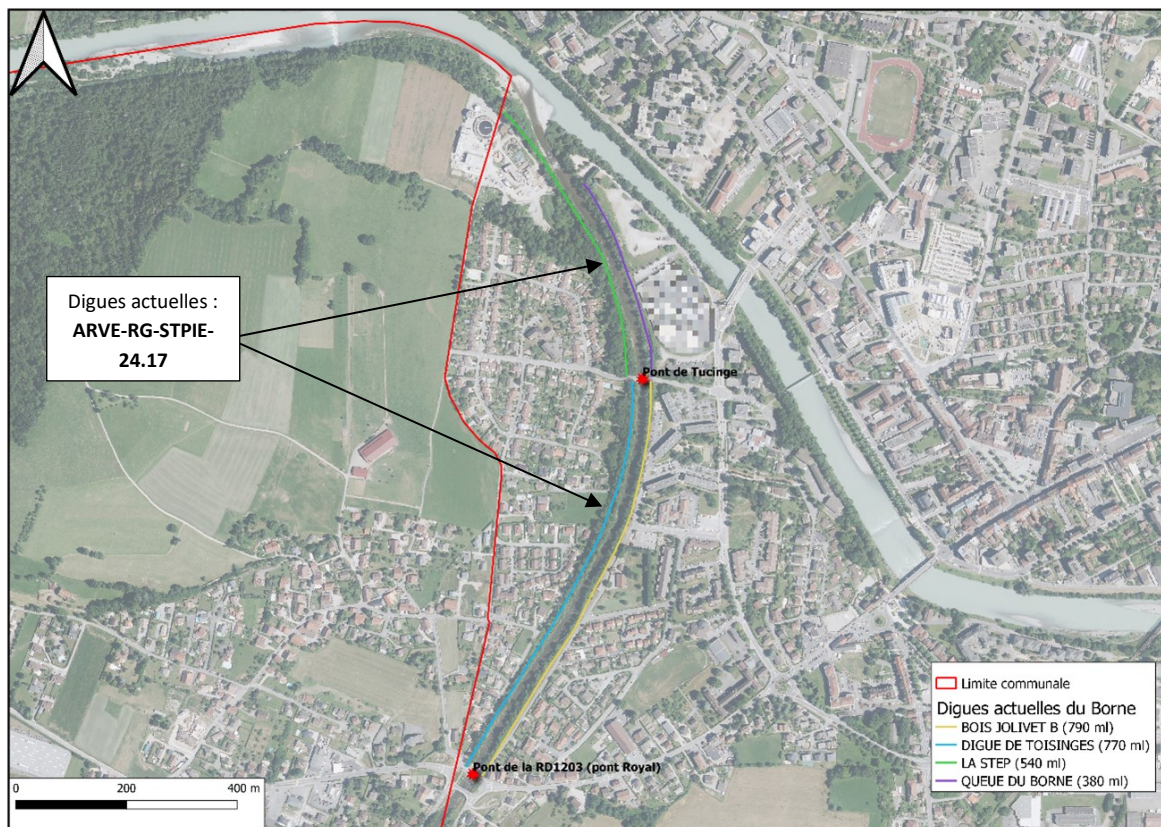 Digues actuelles :
ARVE-RG-STPIE-
24.17
Pont de Tucinge
Pont de la RD1203 (pont Royal)
0 200 400 m
Limite communale
Digues actuelles du Borne
BOIS JOLIVET B (790 ml)
DIGUE DE TOISINGES (770 ml)
LA STEP (540 ml)
QUEUE DU BORNE (380 ml)